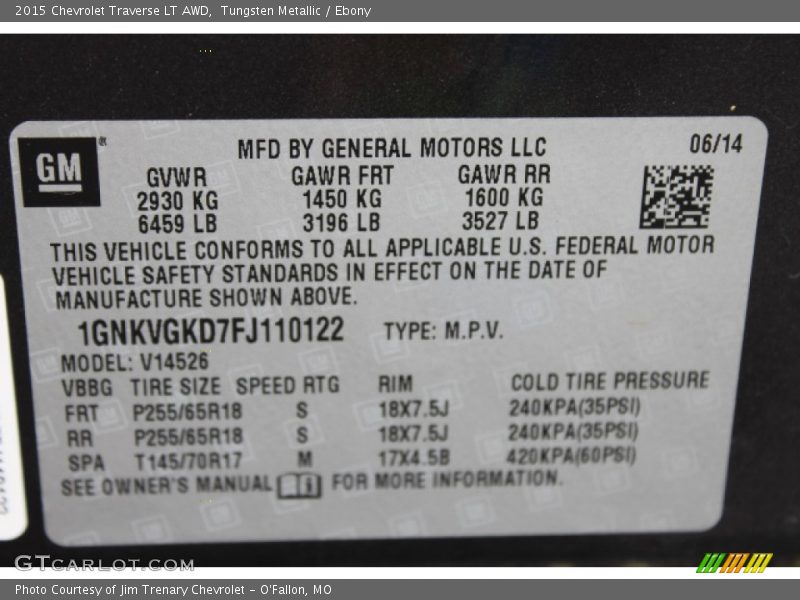 2015 Chevrolet Traverse LT AWD, Tungsten Metallic / Ebony
GM ®
MFD BY GENERAL MOTORS LLC 06/14
GVWR GAWR FRT GAWR RR
2930 KG 1450 KG 1600 KG
6459 LB 3196 LB 3527 LB
THIS VEHICLE CONFORMS TO ALL APPLICABLE U.S. FEDERAL MOTOR
VEHICLE SAFETY STANDARDS IN EFFECT ON THE DATE OF
MANUFACTURE SHOWN ABOVE.
1GNKVGKD7FJ110122 TYPE: M.P.V.
MODEL: V14526
VBBG TIRE SIZE SPEED RTG RIM COLD TIRE PRESSURE
FRT P255/65R18 S 18X7.5J 240KPA(35PSI)
RR P255/65R18 S 18X7.5J 240KPA(35PSI)
SPA T145/70R17 M 17X4.5B 420KPA(60PSI)
SEE OWNER'S MANUAL FOR MORE INFORMATION.
GTCARLOT.COM
Photo Courtesy of Jim Trenary Chevrolet – O'Fallon, MO